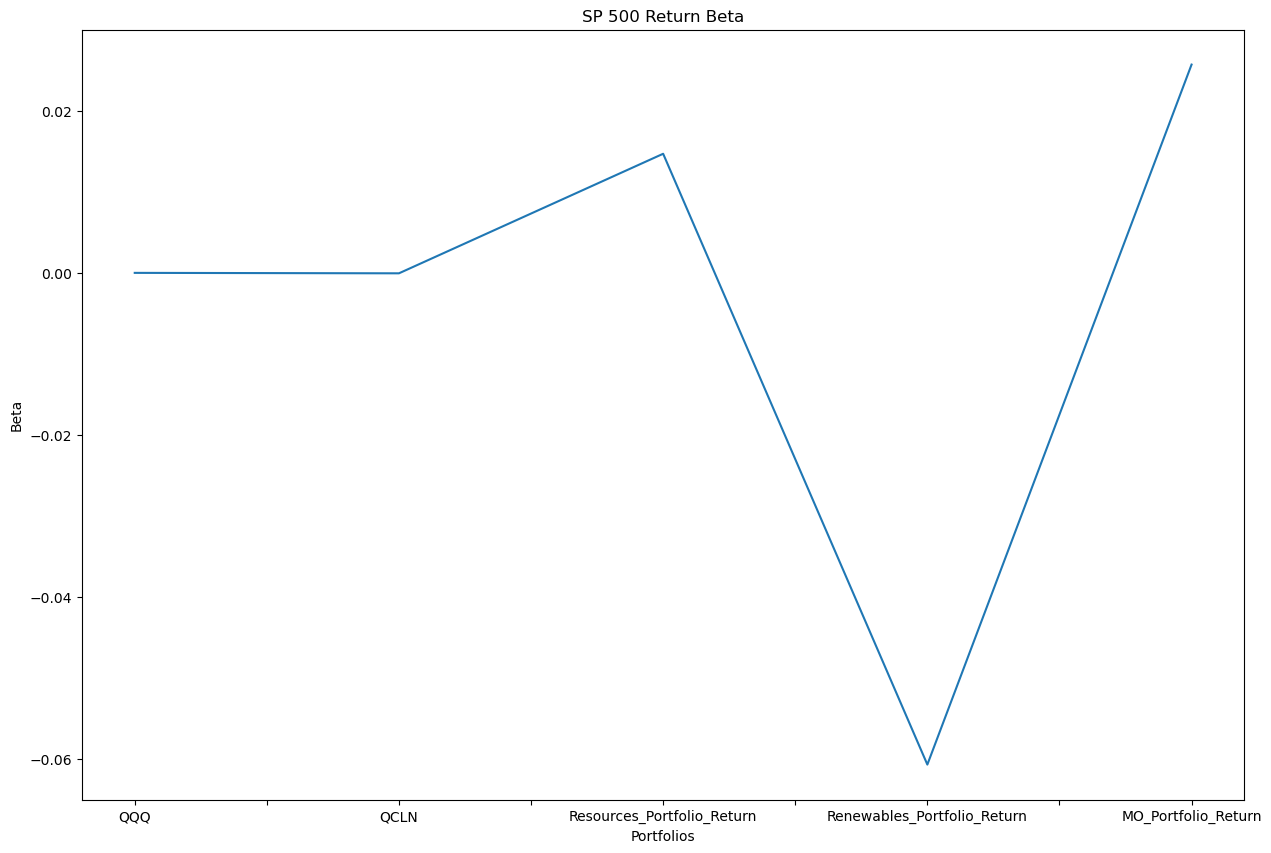 SP 500 Return Beta
0.02
0.00
−0.02
−0.04
−0.06
Beta
QQQ
QCLN
Resources_Portfolio_Return
Renewables_Portfolio_Return
MO_Portfolio_Return
Portfolios